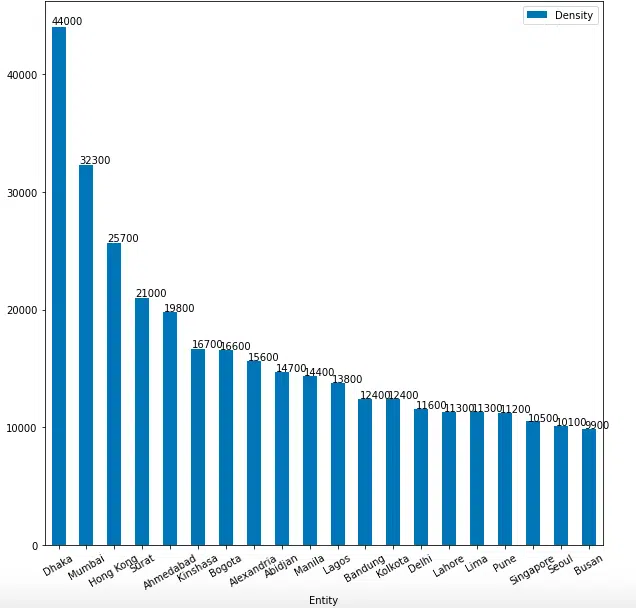 Density
44000
32300
25700
21000
19800
16700
16600
15600
14700
14400
13800
12400
12400
11600
11300
11300
11200
10500
10100
9900
40000
30000
20000
10000
0
Dhaka
Mumbai
Hong Kong
Surat
Ahmedabad
Kinshasa
Bogota
Alexandria
Abidjan
Manila
Lagos
Bandung
Kolkota
Delhi
Lahore
Lima
Pune
Singapore
Seoul
Busan
Entity